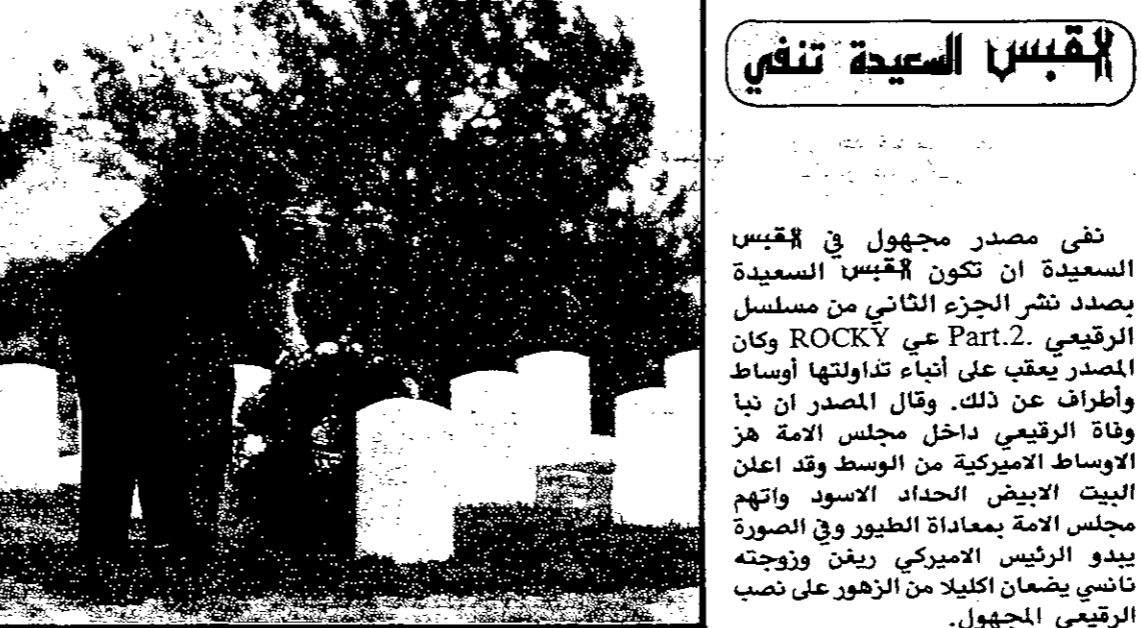 القبس السعيدة تنفي
نفى مصدر مجهول في القبس
السعيدة ان تكون القبس السعيدة
بصدد نشر الجزء الثاني من مسلسل
الرقيعي .Part.2 عي ROCKY وكان
المصدر يعقب على أنباء تداولتها أوساط
وأطراف عن ذلك. وقال المصدر ان نبأ
وفاة الرقيعي داخل مجلس الامة هز
الاوساط الاميركية من الوسط وقد اعلن
البيت الابيض الحداد الاسود واتهم
مجلس الامة بمعاداة الطيور وفي الصورة
يبدو الرئيس الاميركي ريغن وزوجته
نانسي يضعان اكليلا من الزهور على نصب
الرقيعي المجهول.